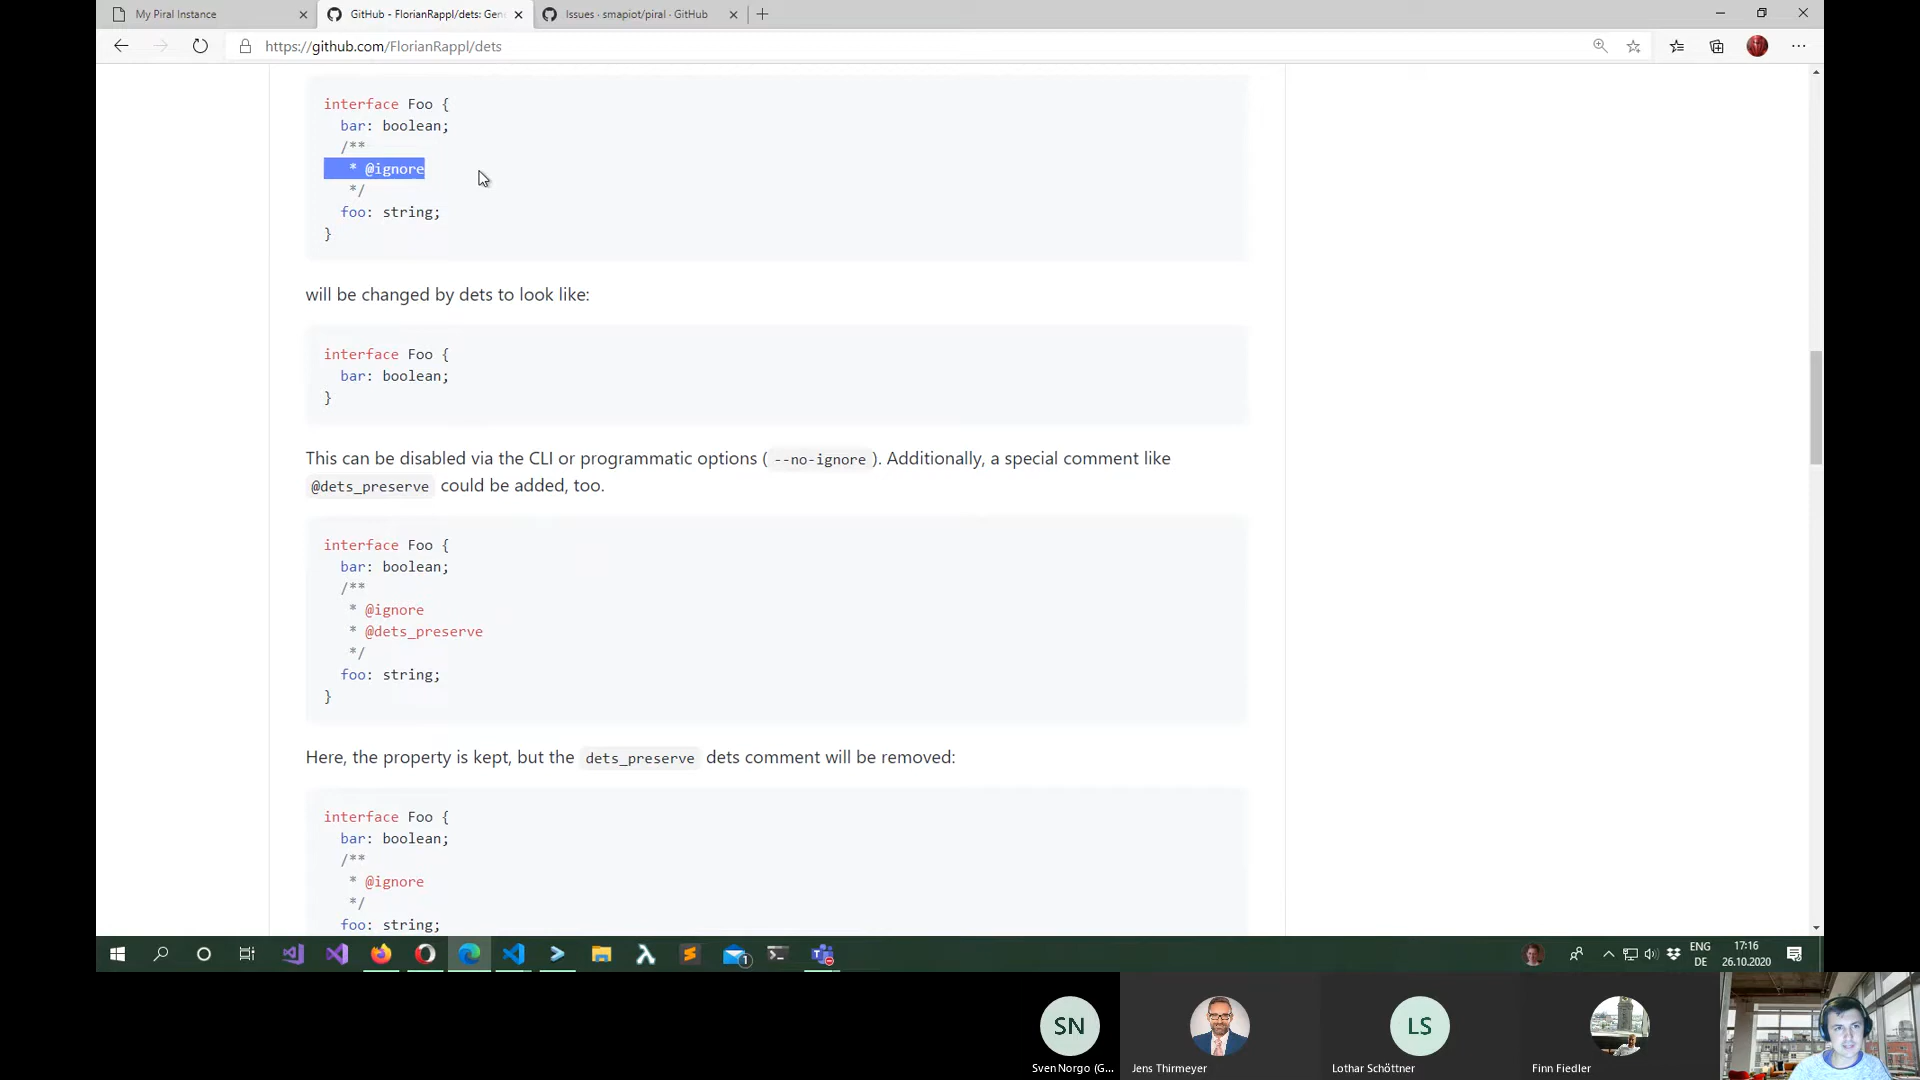 My Piral Instance
GitHub - FlorianRappl/dets: Gen
Issues · smapiot/piral · GitHub
https://github.com/FlorianRappl/dets
interface Foo {
bar: boolean;
/**
* @ignore
*/
foo: string;
}
will be changed by dets to look like:
interface Foo {
bar: boolean;
}
This can be disabled via the CLI or programmatic options ( --no-ignore ). Additionally, a special comment like
@dets_preserve could be added, too.
interface Foo {
bar: boolean;
/**
* @ignore
* @dets_preserve
*/
foo: string;
}
Here, the property is kept, but the dets_preserve dets comment will be removed:
interface Foo {
bar: boolean;
/**
* @ignore
*/
foo: string;
1
ENG
DE
17:16
26.10.2020
SN
LS
Sven Norgo (G...
Jens Thirmeyer
Lothar Schöttner
Finn Fiedler